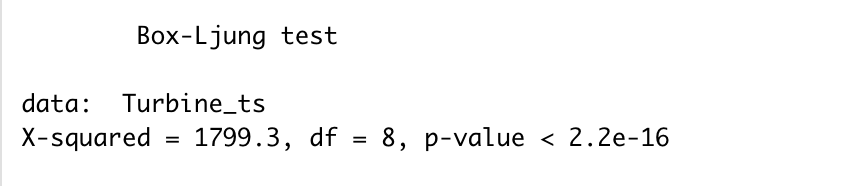 Box-Ljung test
data:  Turbine_ts
X-squared = 1799.3, df = 8, p-value < 2.2e-16